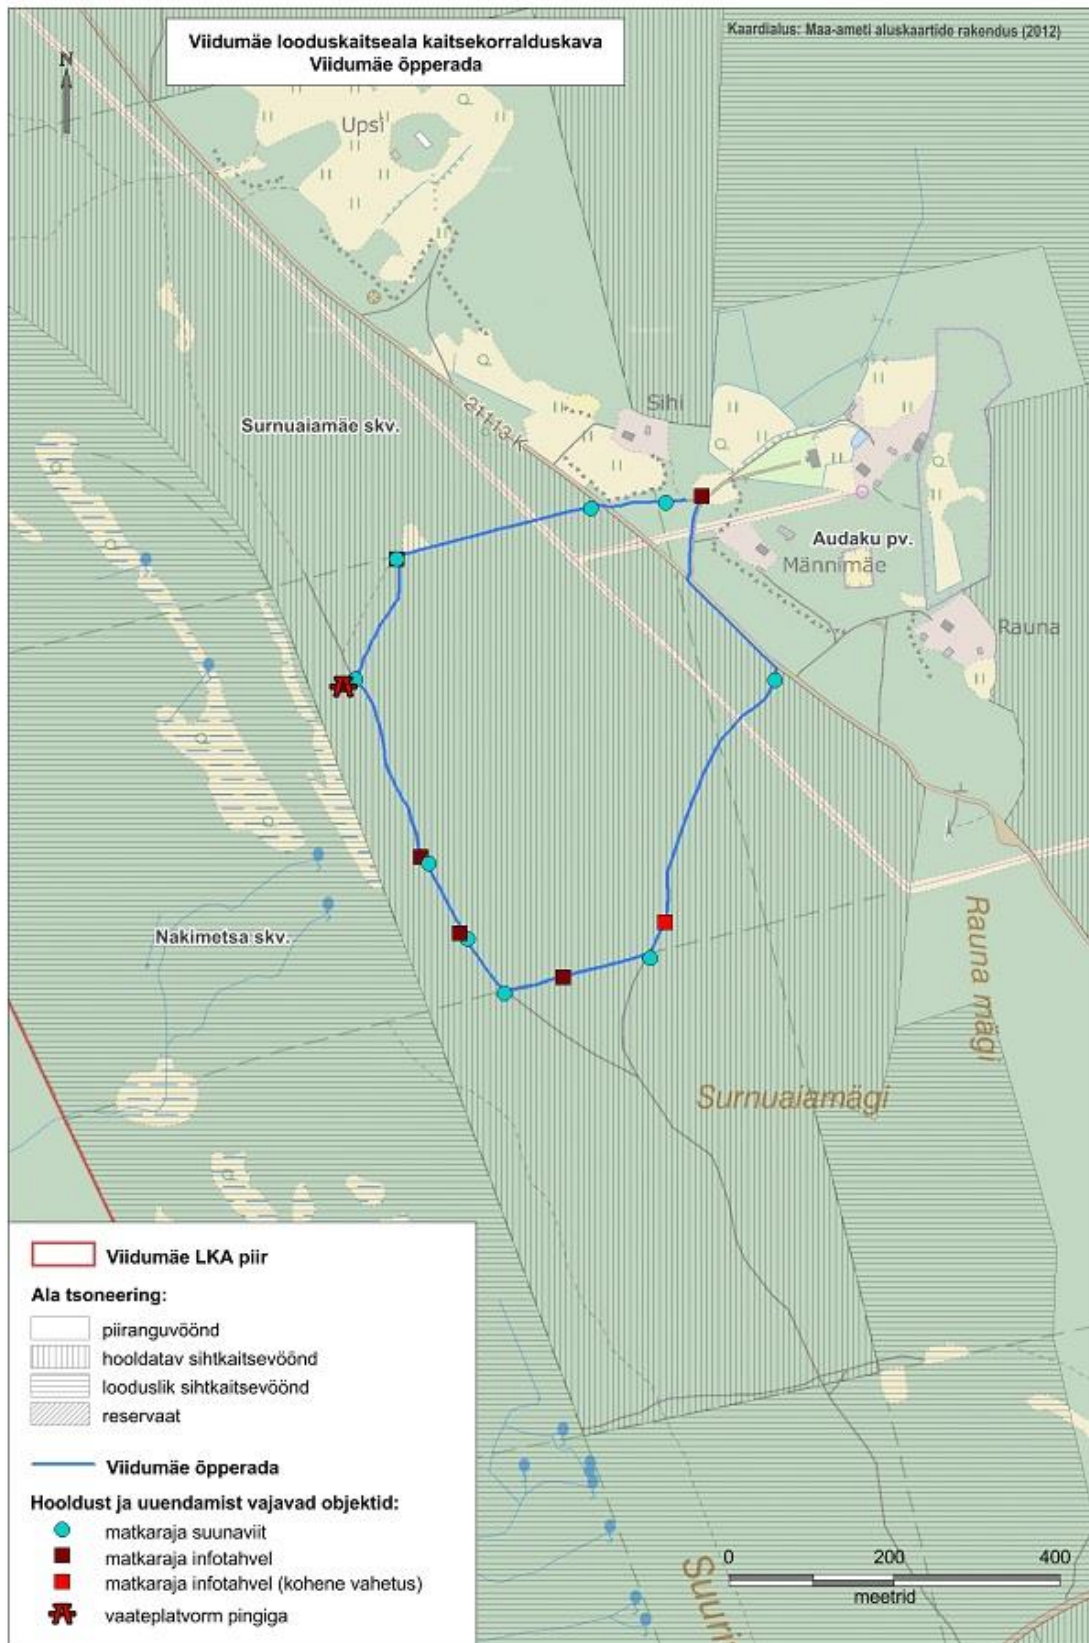 Viidumäe looduskaitseala kaitsekorralduskava
Viidumäe õpperada
Kaardialus: Maa-ameti aluskaartide rakendus (2012)
N
Upsi
Sihi
21113 K
Surnuaiamäe skv.
Audaku pv.
Männimäe
Rauna
Nakimetsa skv.
Rauna mägi
Surnuaiamägi
Viidumäe LKA piir
Ala tsoneering:
piiranguvöönd
hooldatav sihtkaitsevöönd
looduslik sihtkaitsevöönd
reservaat
Viidumäe õpperada
Hooldust ja uuendamist vajavad objektid:
matkaraja suunaviit
matkaraja infotahvel
matkaraja infotahvel (kohene vahetus)
vaateplatvorm pingiga
0 200 400
meetrid